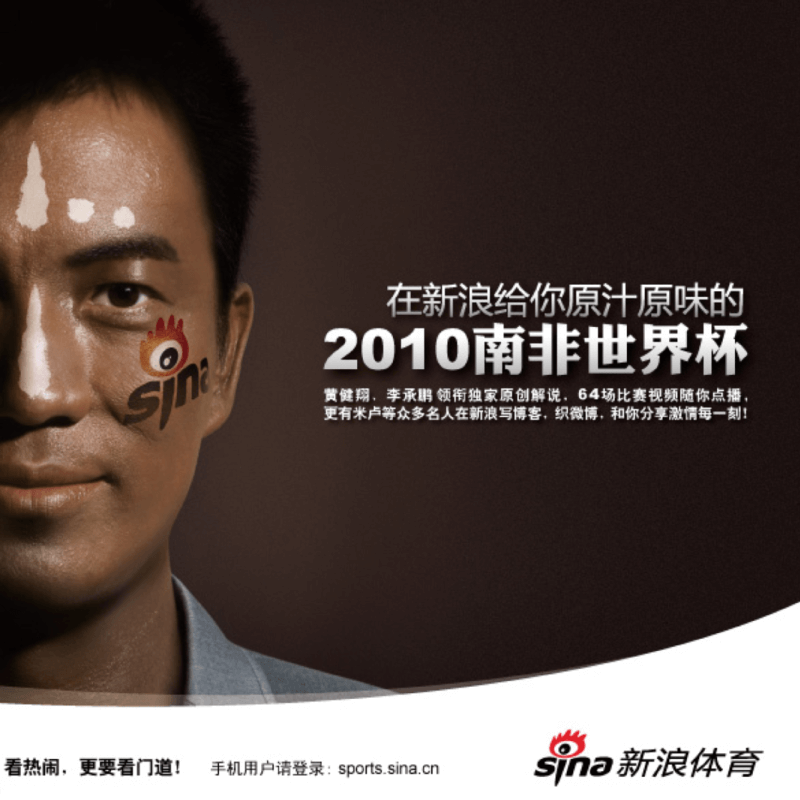 sina
在新浪给你原汁原味的
2010南非世界杯
黄健翔，李承鹏 领衔独家原创解说，64场比赛视频随你点播，
更有米卢等众多名人在新浪写博客，织微博，和你分享激情每一刻！
看热闹，更要看门道！ 手机用户请登录：sports.sina.cn
sina 新浪体育